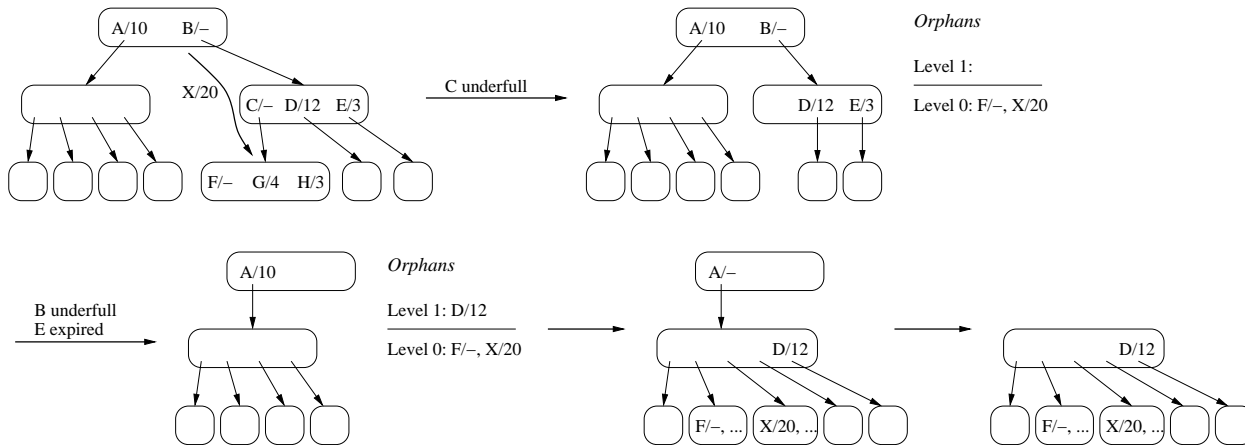 A/10 B/–
X/20
C/– D/12 E/3
F/– G/4 H/3
C underfull
A/10 B/–
D/12 E/3
Orphans
Level 1:
Level 0: F/–, X/20
B underfull
E expired
A/10
Orphans
Level 1: D/12
Level 0: F/–, X/20
A/–
D/12
F/–, ... X/20, ...
D/12
F/–, ... X/20, ...